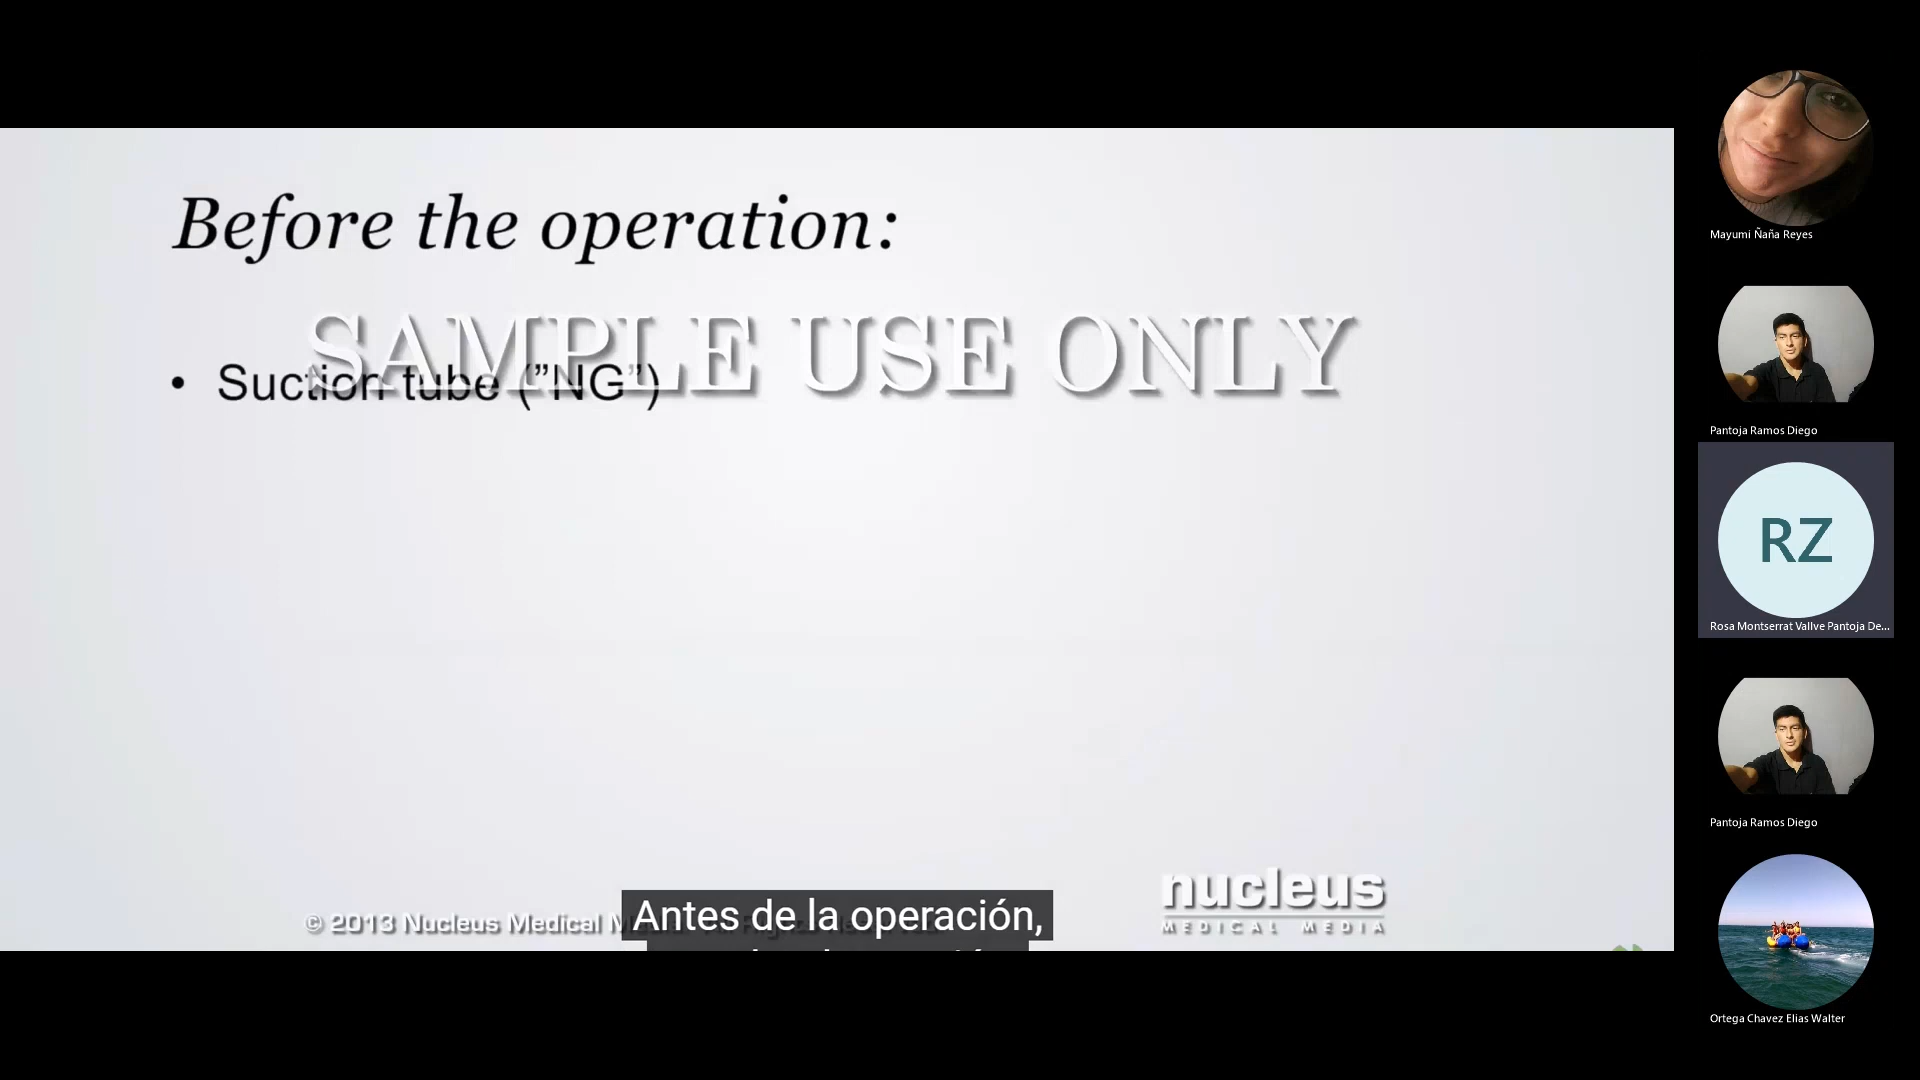 Before the operation:
SAMPLE USE ONLY
• Suction tube (”NG”)
© 2013 Nucleus Medical
Antes de la operación,
nucleus
MEDICAL MEDIA
Mayumi Ñaña Reyes
Pantoja Ramos Diego
RZ
Rosa Montserrat Vallve Pantoja De...
Pantoja Ramos Diego
Ortega Chavez Elias Walter